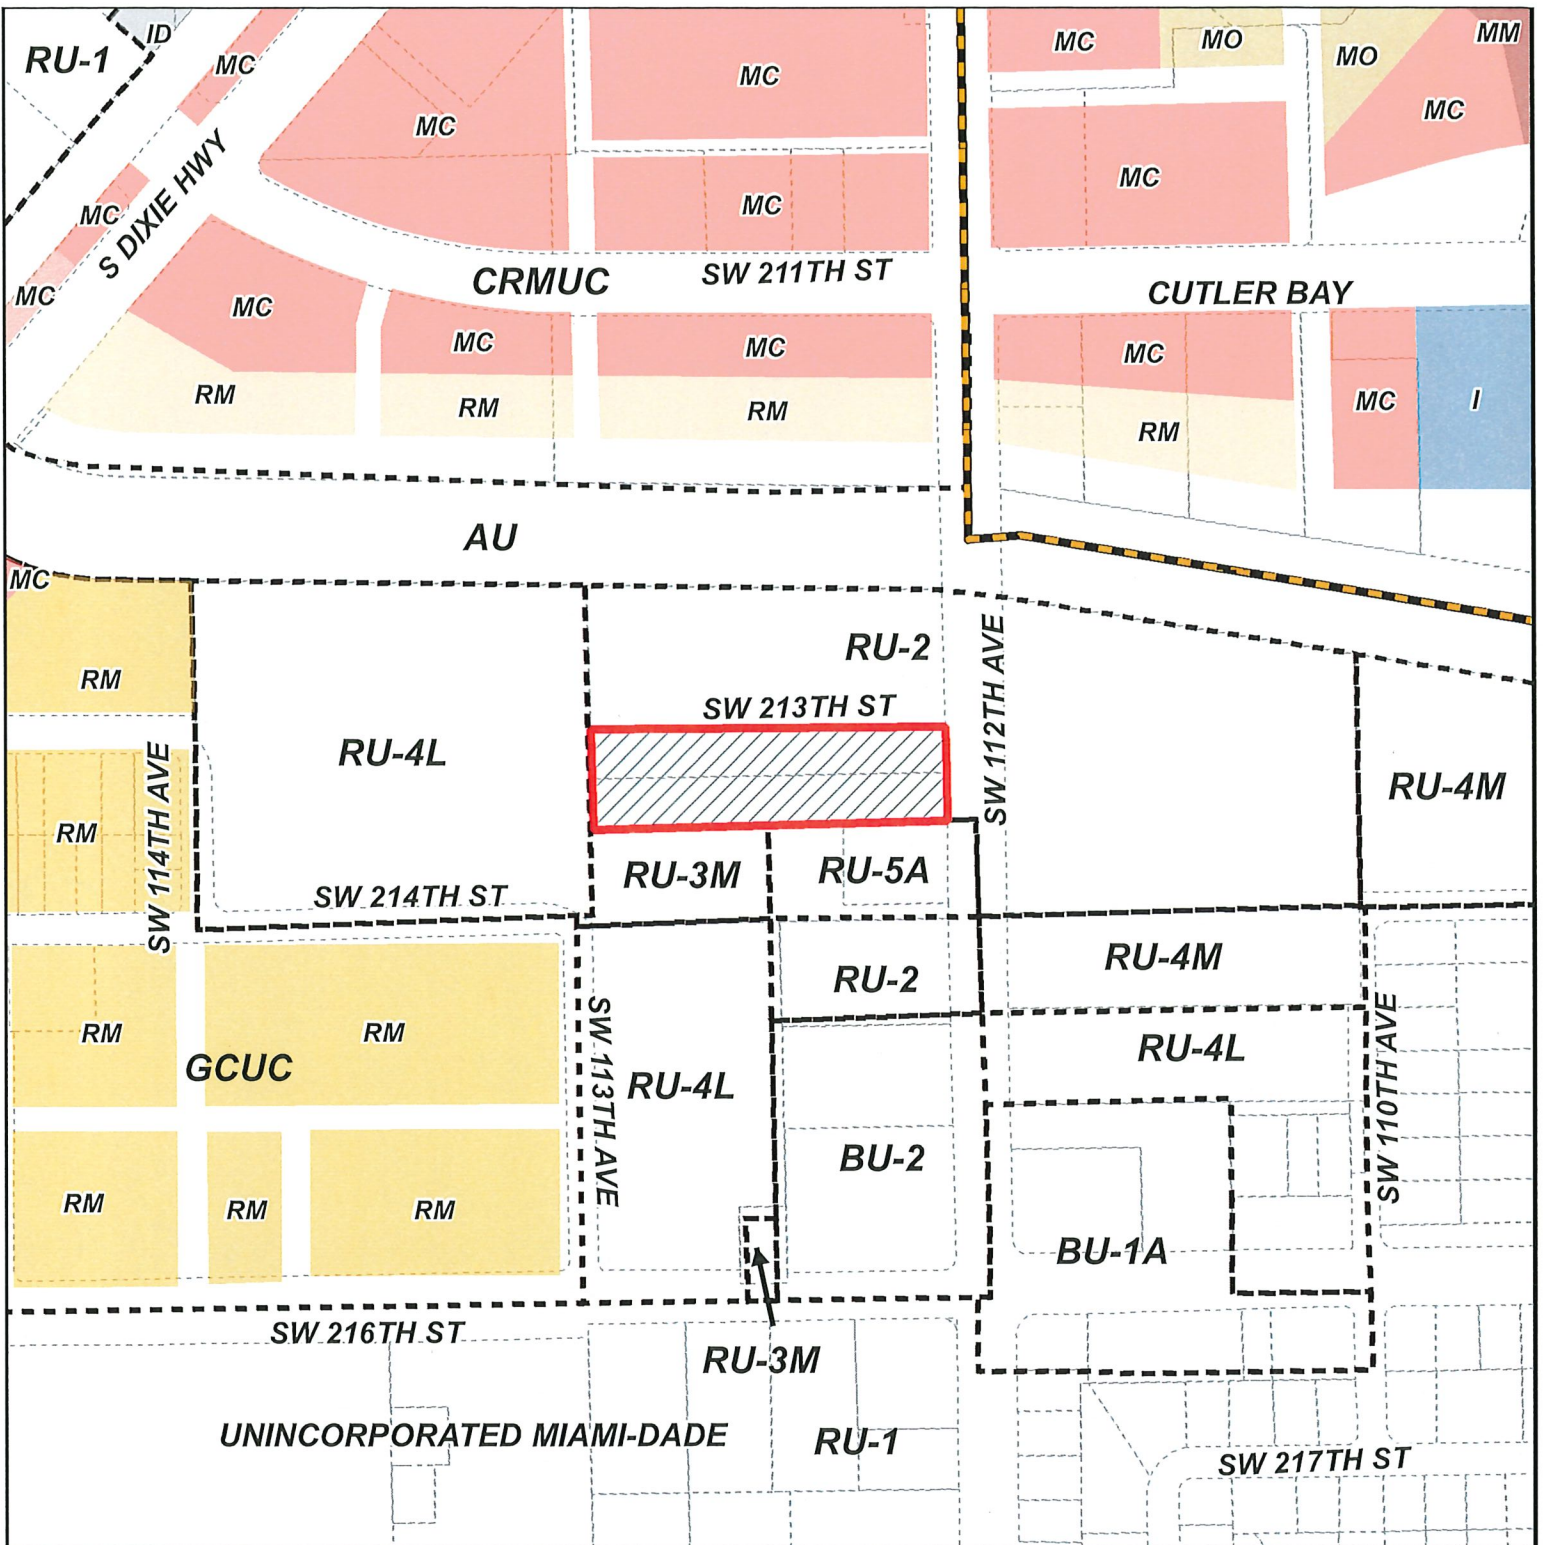 ID
RU-1
MC
MC
MC
MO
MO
MM
MC
MC
MC
MC
MC
S DIXIE HWY
CRMUC
SW 211TH ST
CUTLER BAY
MC
MC
MC
MC
MC
MC
I
RM
RM
RM
RM
AU
MC
RM
RU-2
SW 213TH ST
SW 112TH AVE
RU-4L
RU-4M
RM
SW 114TH AVE
SW 214TH ST
RU-3M
RU-5A
RU-2
RU-4M
RM
RM
GCUC
SW 113TH AVE
RU-4L
RU-4L
SW 110TH AVE
BU-2
RM
RM
RM
BU-1A
SW 216TH ST
RU-3M
UNINCORPORATED MIAMI-DADE
RU-1
SW 217TH ST